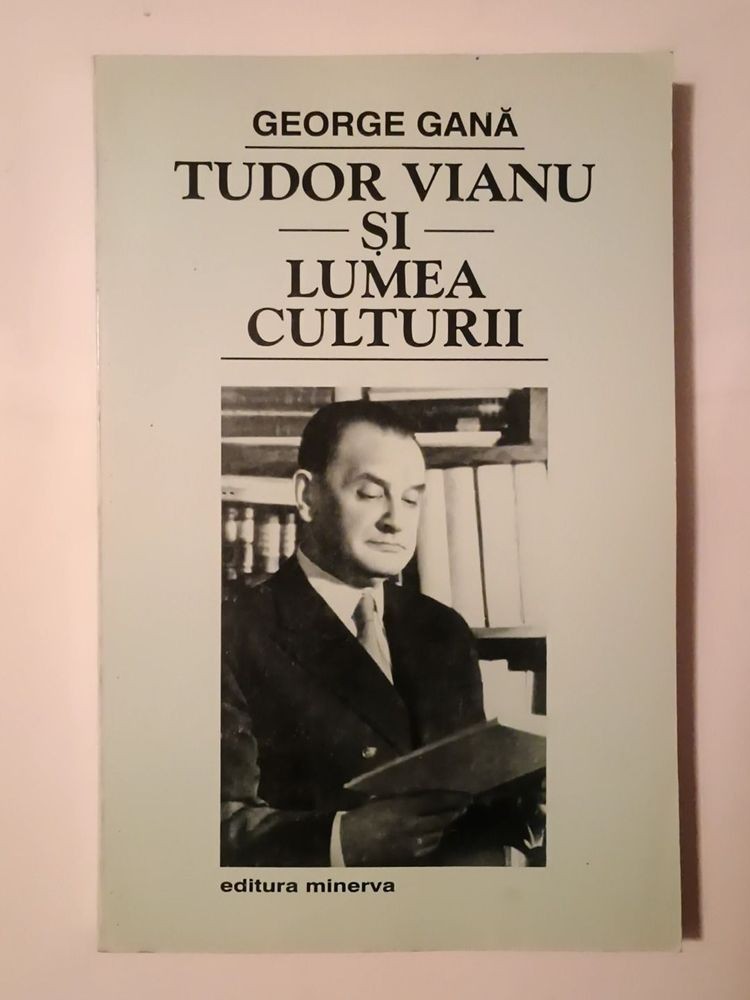 GEORGE GANĂ
TUDOR VIANU
ȘI
LUMEA
CULTURII
editura minerva